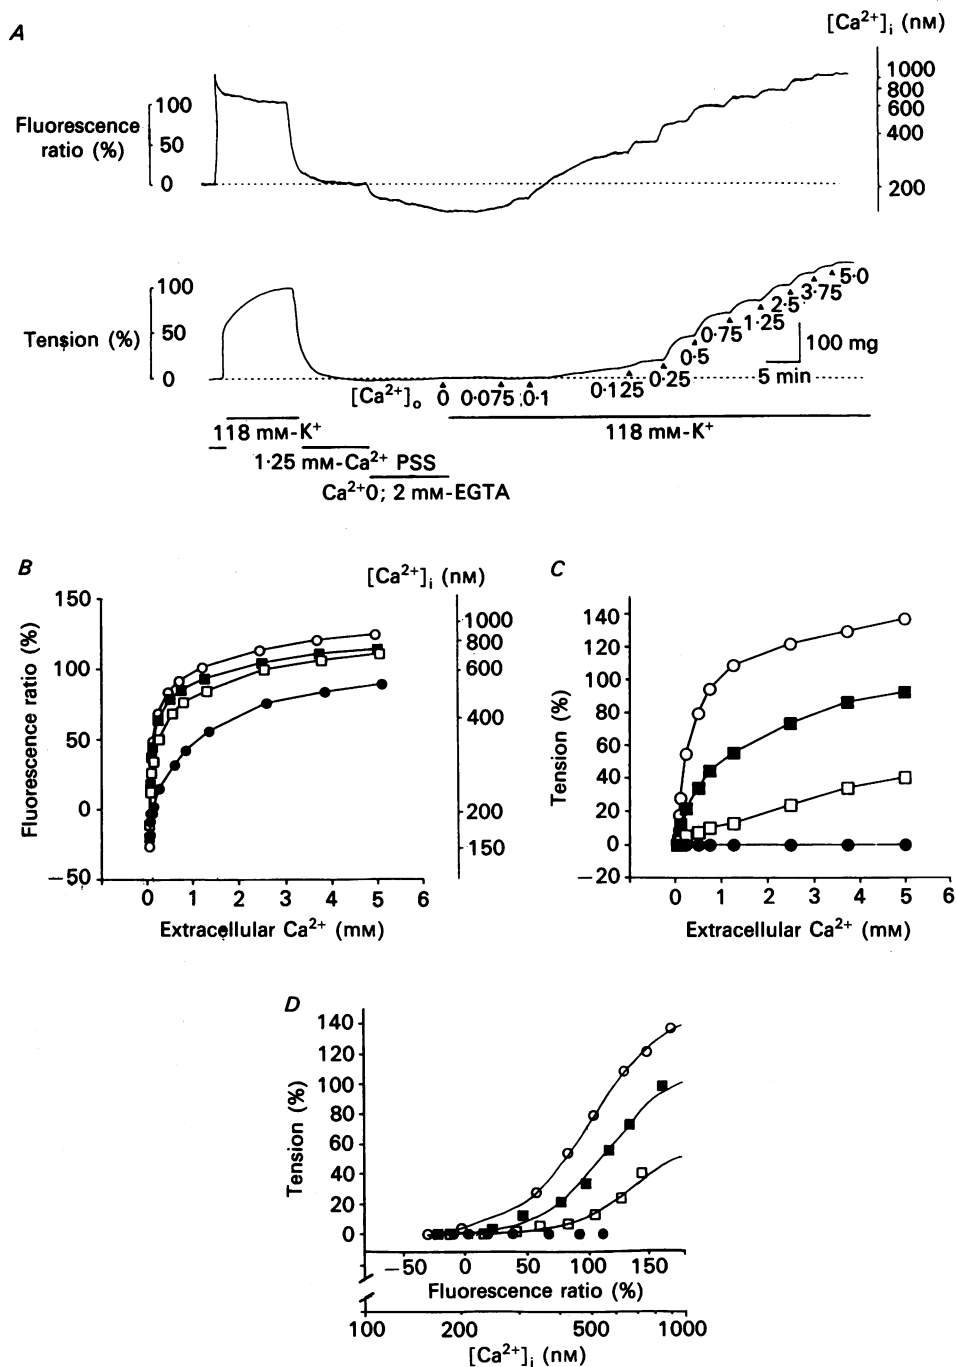 A
[Ca²⁺]ᵢ (nM)
1000
800
600
400
200
Fluorescence
ratio (%)
100
50
0
Tension (%)
100
50
0
[Ca²⁺]ₒ
0
0·075
0·1
0·125
0·25
0·5
0·75
1·25
2·5
3·75
5·0
100 mg
5 min
118 mM-K⁺
118 mM-K⁺
1·25 mM-Ca²⁺ PSS
Ca²⁺0; 2 mM-EGTA
B
[Ca²⁺]ᵢ (nM)
Fluorescence ratio (%)
150
100
50
0
−50
1000
800
600
400
200
150
0 1 2 3 4 5 6
Extracellular Ca²⁺ (mM)
C
Tension (%)
140
120
100
80
60
40
20
0
−20
0 1 2 3 4 5 6
Extracellular Ca²⁺ (mM)
D
Tension (%)
140
120
100
80
60
40
20
0
−50 0 50 100 150
Fluorescence ratio (%)
100 200 500 1000
[Ca²⁺]ᵢ (nM)